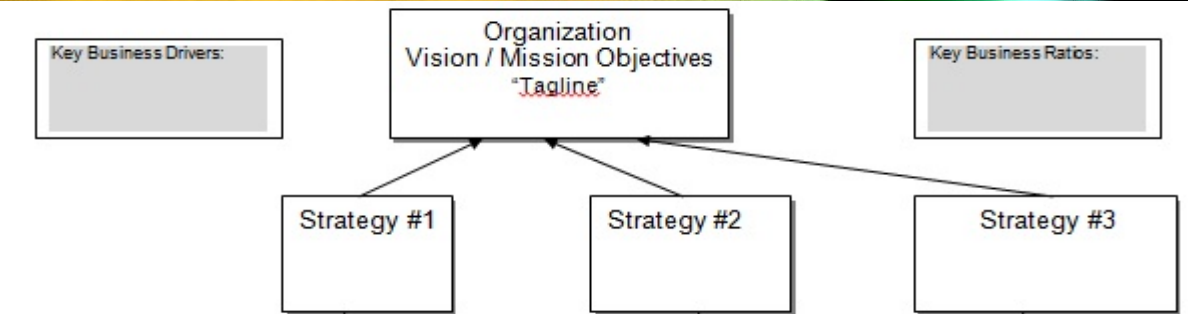 Key Business Drivers:
Organization
Vision / Mission Objectives
“Tagline”
Key Business Ratios:
Strategy #1
Strategy #2
Strategy #3